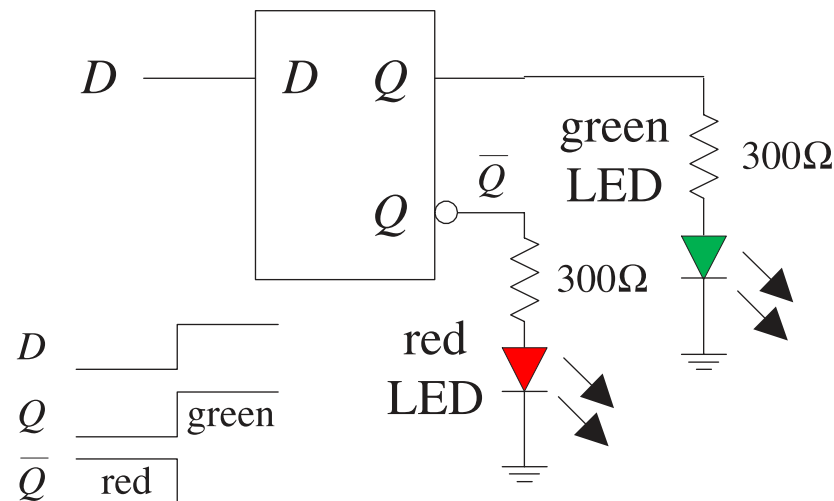 D D Q
green
LED
300Ω
Q̅
Q
300Ω
red
LED
D
Q green
Q̅ red